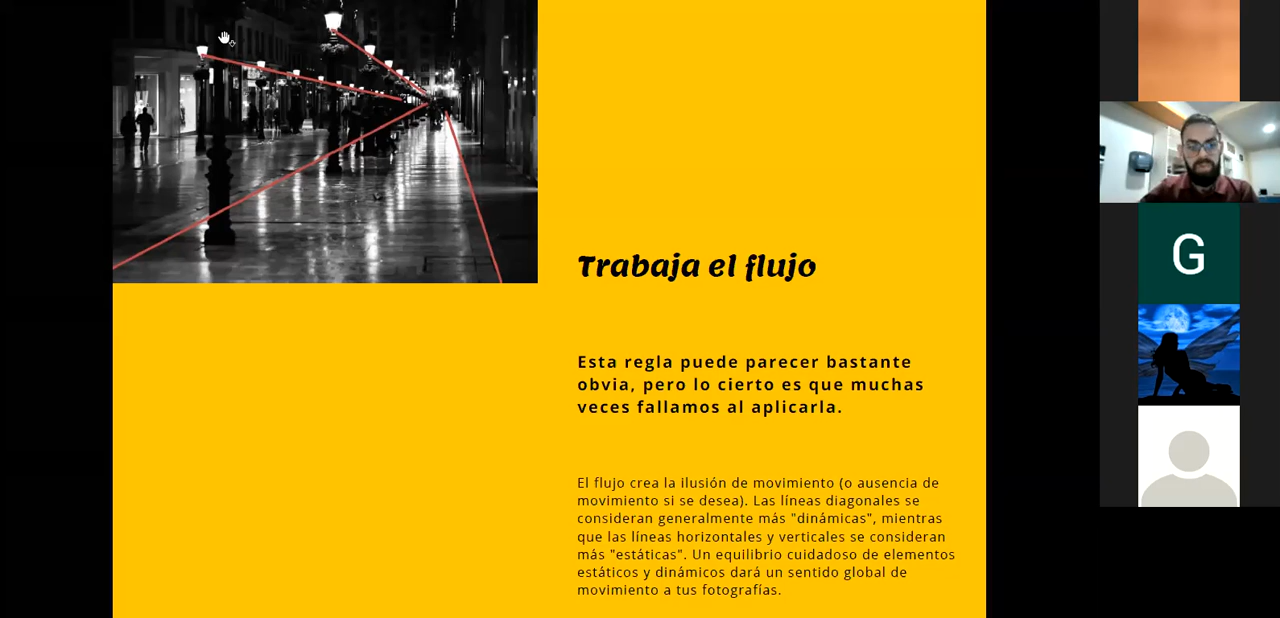 Trabaja el flujo
Esta regla puede parecer bastante
obvia, pero lo cierto es que muchas
veces fallamos al aplicarla.
El flujo crea la ilusión de movimiento (o ausencia de
movimiento si se desea). Las líneas diagonales se
consideran generalmente más "dinámicas", mientras
que las líneas horizontales y verticales se consideran
más "estáticas". Un equilibrio cuidadoso de elementos
estáticos y dinámicos dará un sentido global de
movimiento a tus fotografías.
G